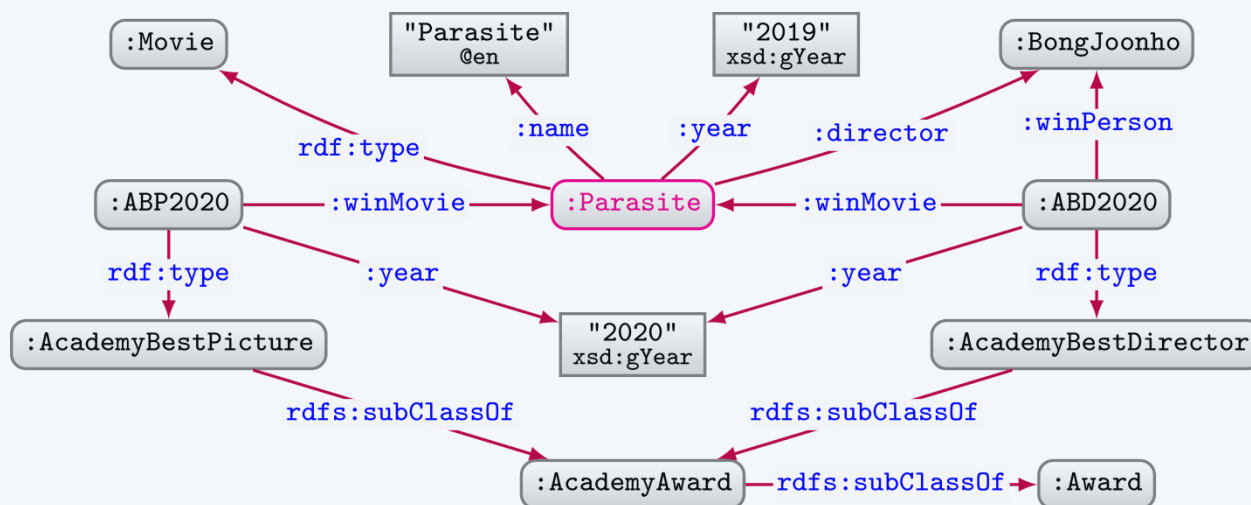 :Movie
"Parasite"
@en
"2019"
xsd:gYear
:BongJoonho
:name
:year
:director
:winPerson
rdf:type
:ABP2020
:winMovie
:Parasite
:winMovie
:ABD2020
rdf:type
:year
:year
rdf:type
:AcademyBestPicture
"2020"
xsd:gYear
:AcademyBestDirector
rdfs:subClassOf
rdfs:subClassOf
:AcademyAward
rdfs:subClassOf
:Award